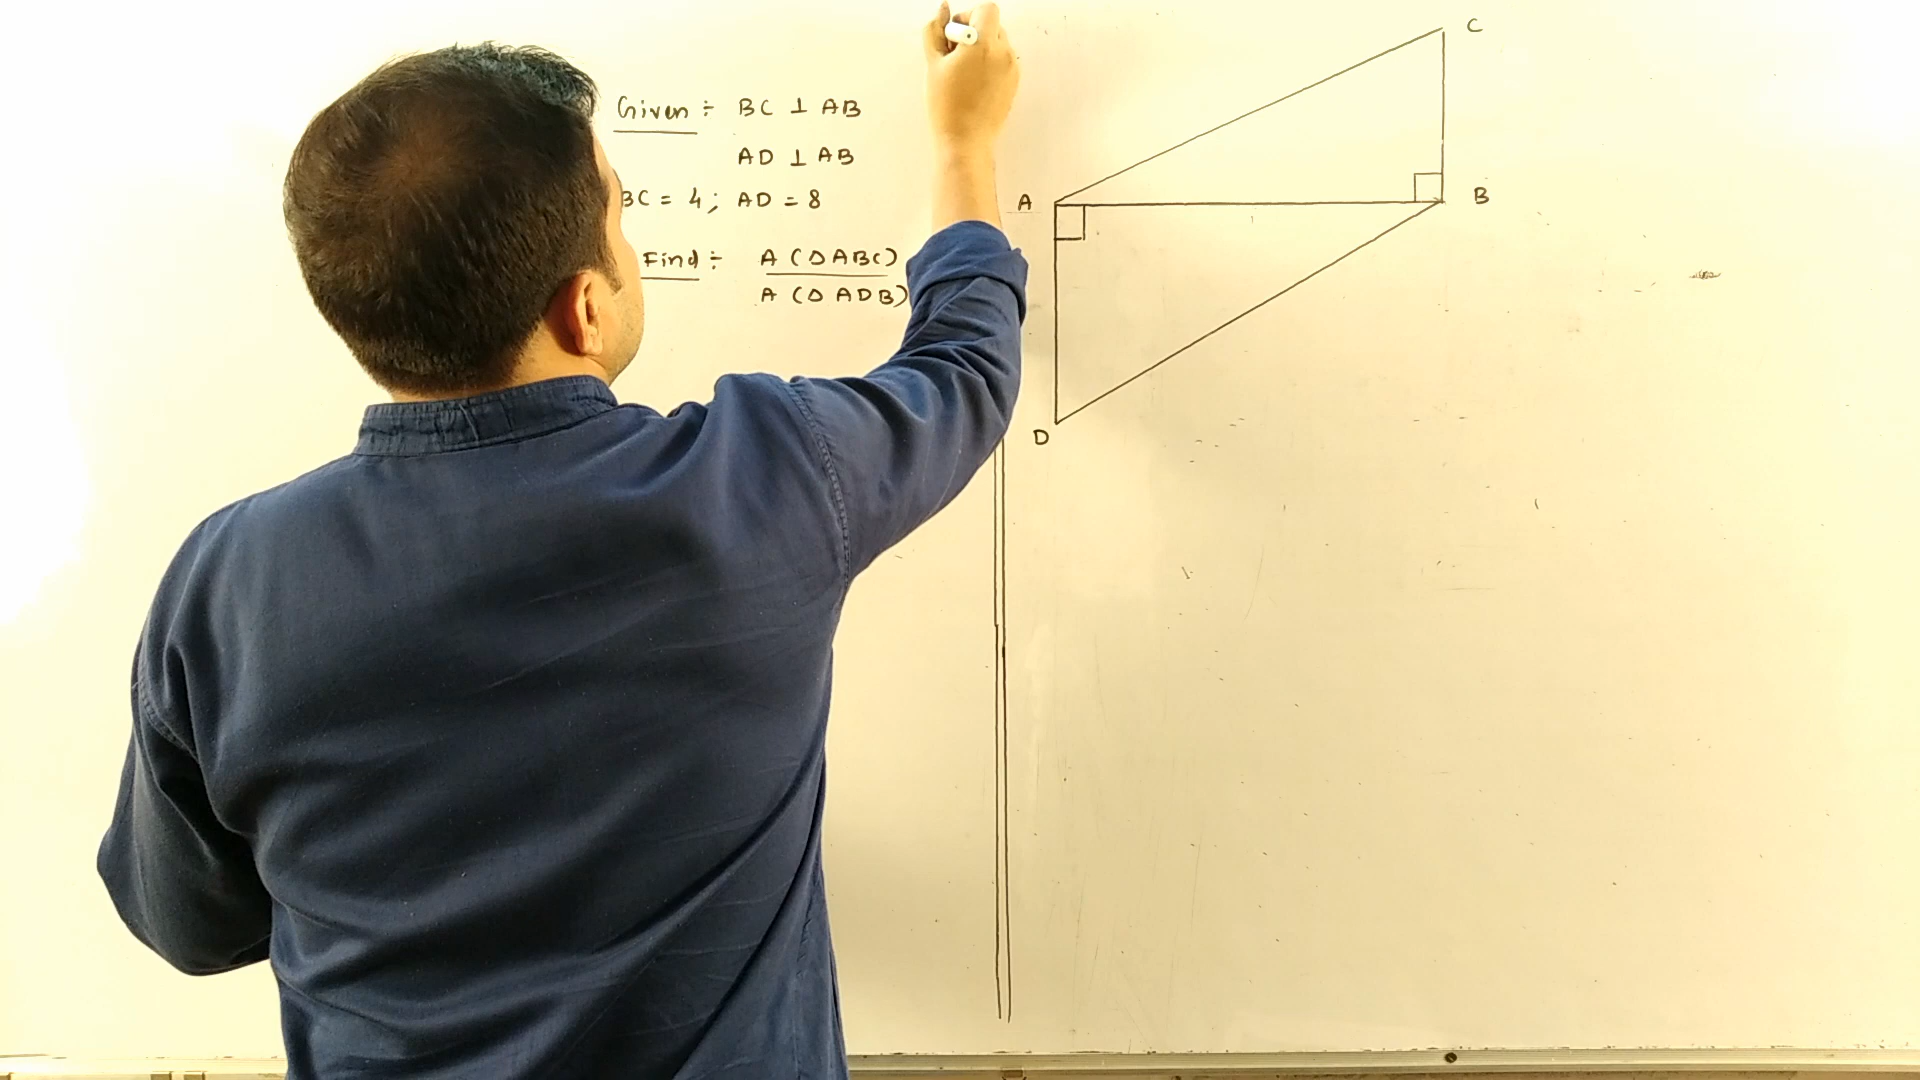 Given ÷ BC ⊥ AB
AD ⊥ AB
BC = 4; AD = 8
Find ÷ A (Δ ABC)
A (Δ ADB)
C
A
B
D